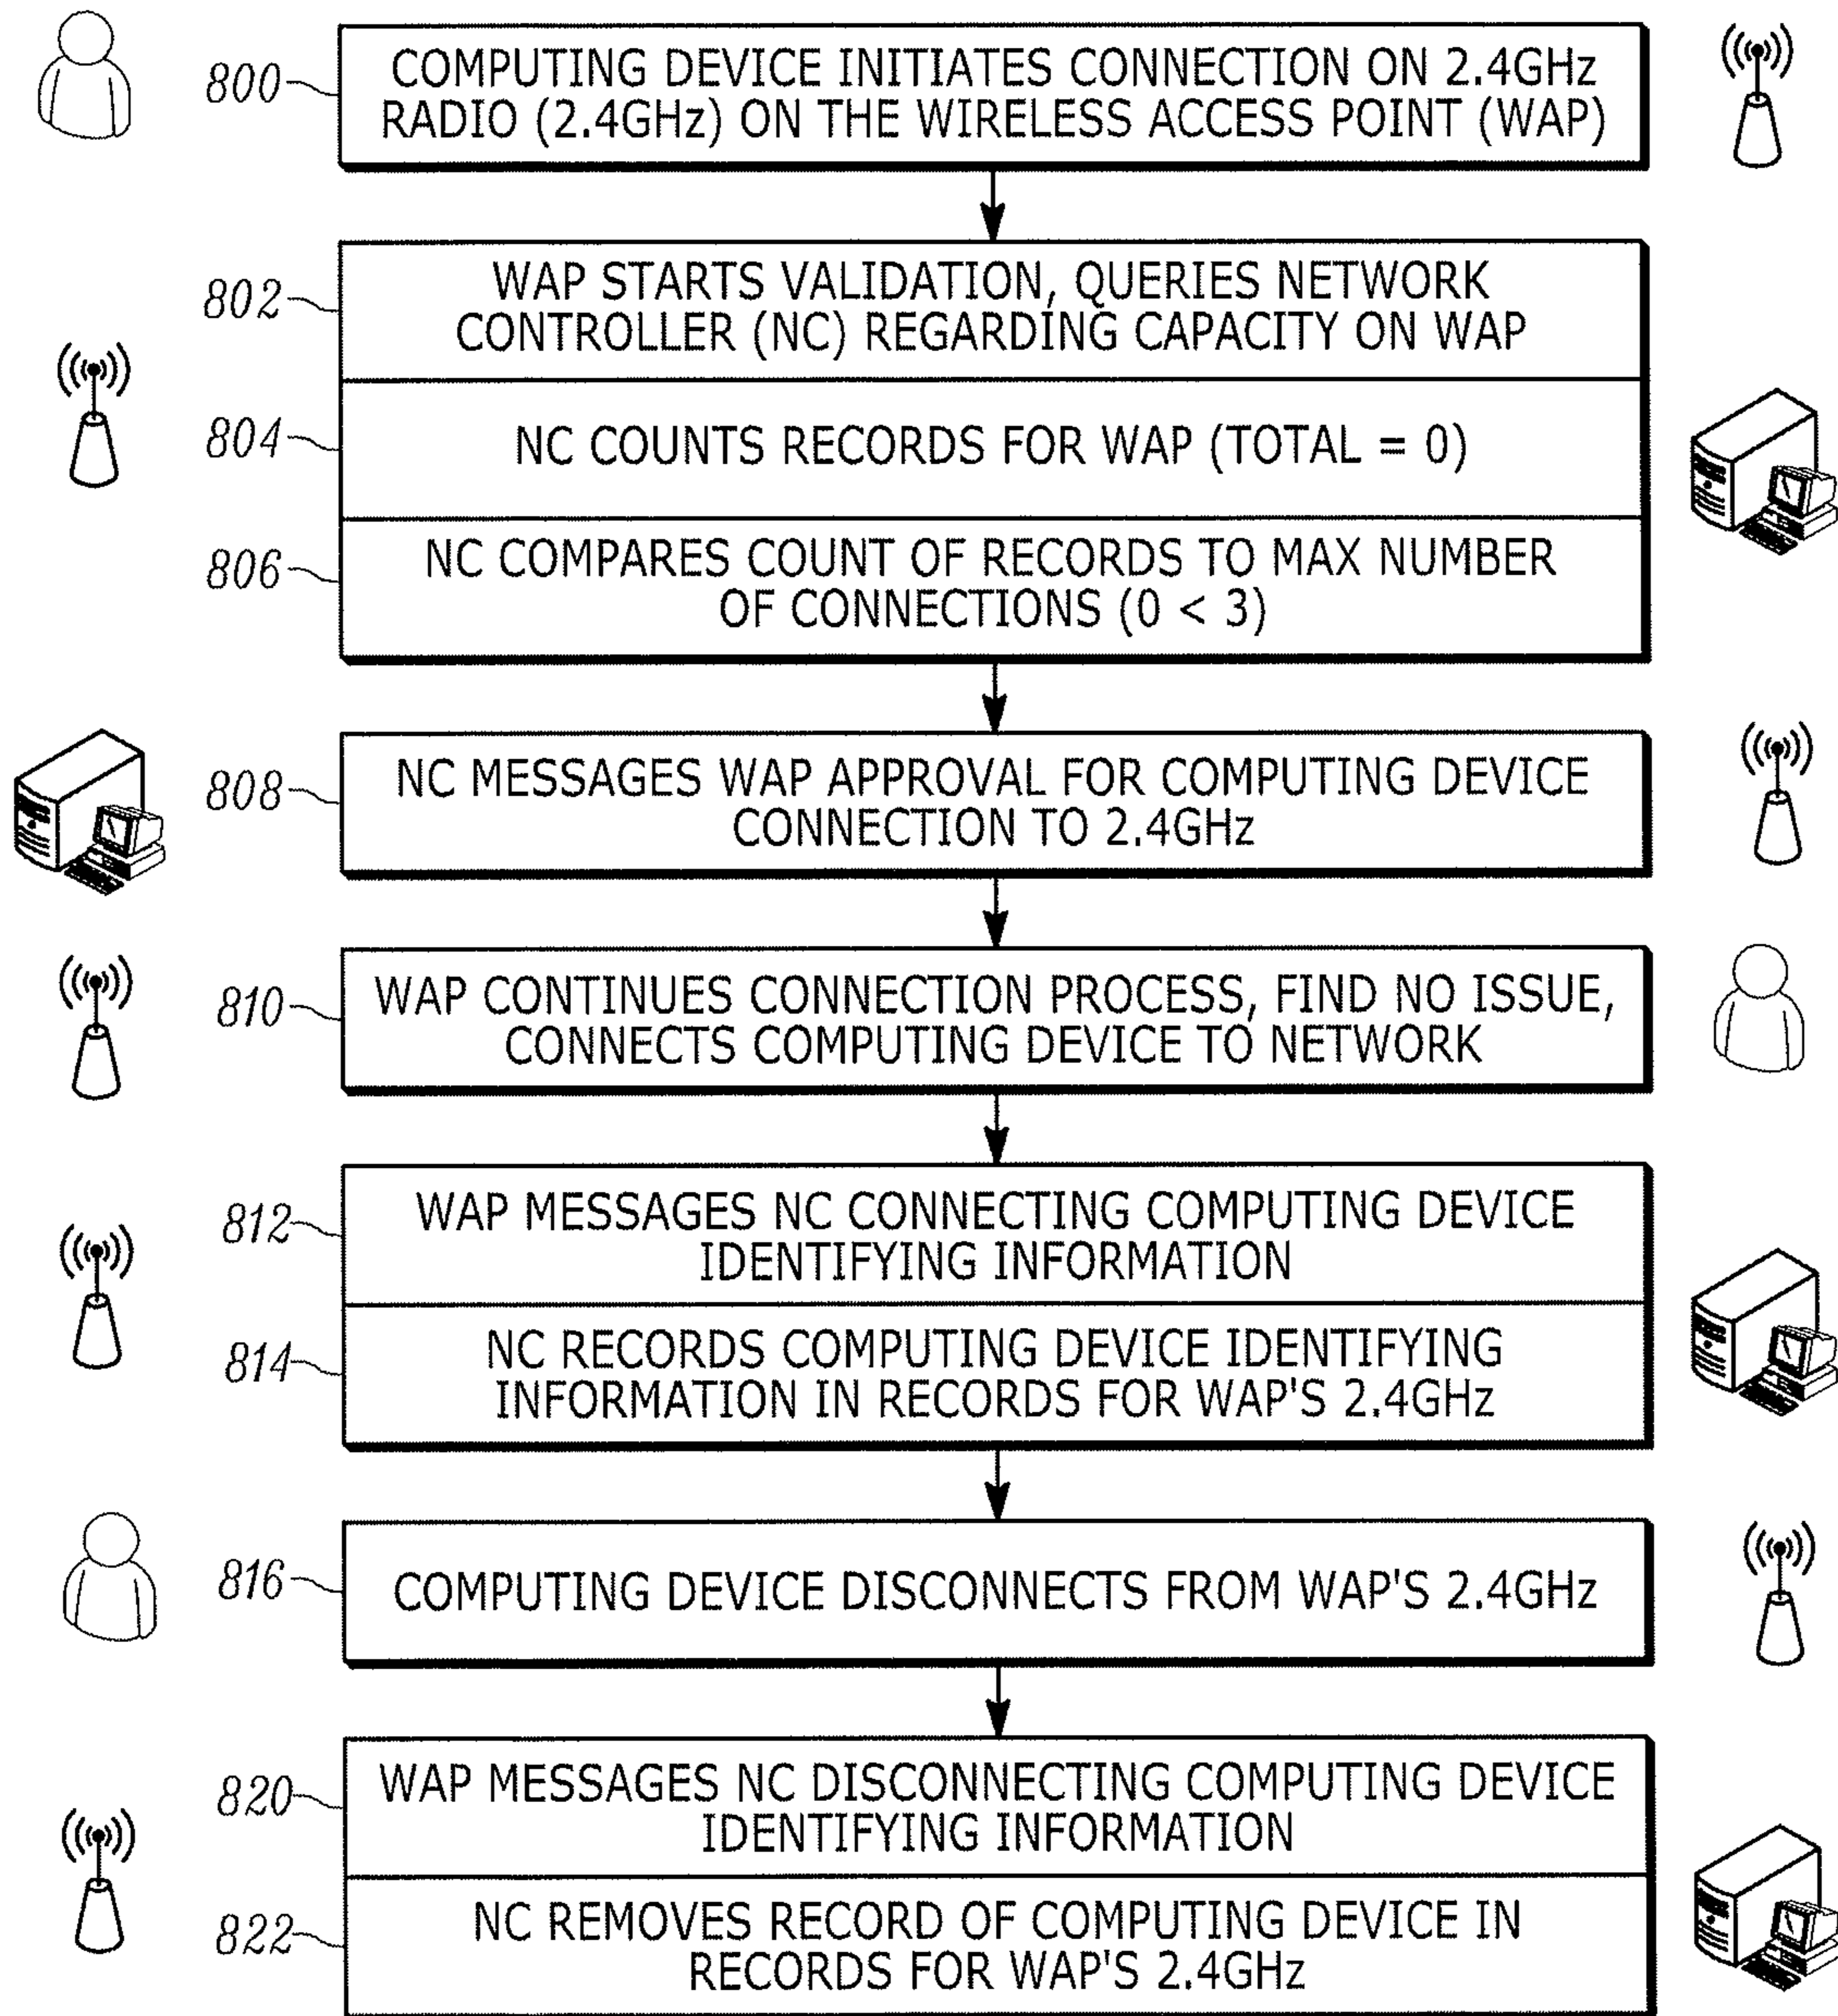 800
COMPUTING DEVICE INITIATES CONNECTION ON 2.4GHz
RADIO (2.4GHz) ON THE WIRELESS ACCESS POINT (WAP)
802
WAP STARTS VALIDATION, QUERIES NETWORK
CONTROLLER (NC) REGARDING CAPACITY ON WAP
804
NC COUNTS RECORDS FOR WAP (TOTAL = 0)
806
NC COMPARES COUNT OF RECORDS TO MAX NUMBER
OF CONNECTIONS (0 < 3)
808
NC MESSAGES WAP APPROVAL FOR COMPUTING DEVICE
CONNECTION TO 2.4GHz
810
WAP CONTINUES CONNECTION PROCESS, FIND NO ISSUE,
CONNECTS COMPUTING DEVICE TO NETWORK
812
WAP MESSAGES NC CONNECTING COMPUTING DEVICE
IDENTIFYING INFORMATION
814
NC RECORDS COMPUTING DEVICE IDENTIFYING
INFORMATION IN RECORDS FOR WAP'S 2.4GHz
816
COMPUTING DEVICE DISCONNECTS FROM WAP'S 2.4GHz
820
WAP MESSAGES NC DISCONNECTING COMPUTING DEVICE
IDENTIFYING INFORMATION
822
NC REMOVES RECORD OF COMPUTING DEVICE IN
RECORDS FOR WAP'S 2.4GHz